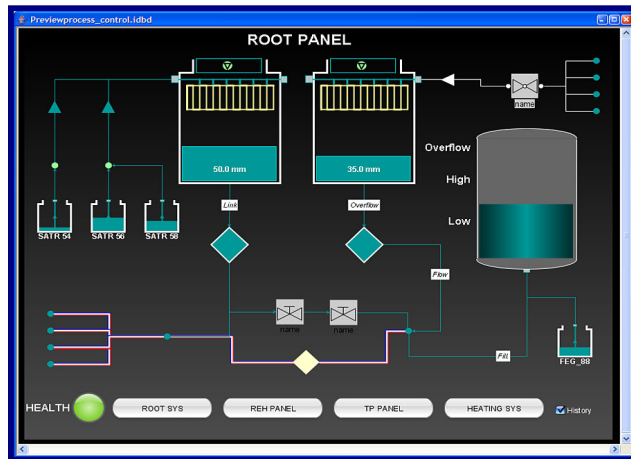 Previewprocess_control.idbd
ROOT PANEL
name
Overflow
High
Low
50.0 mm
35.0 mm
Link
Overflow
SATR 54
SATR 56
SATR 58
Flow
name
name
Fill
FEG_88
HEALTH
ROOT SYS
REH PANEL
TP PANEL
HEATING SYS
History